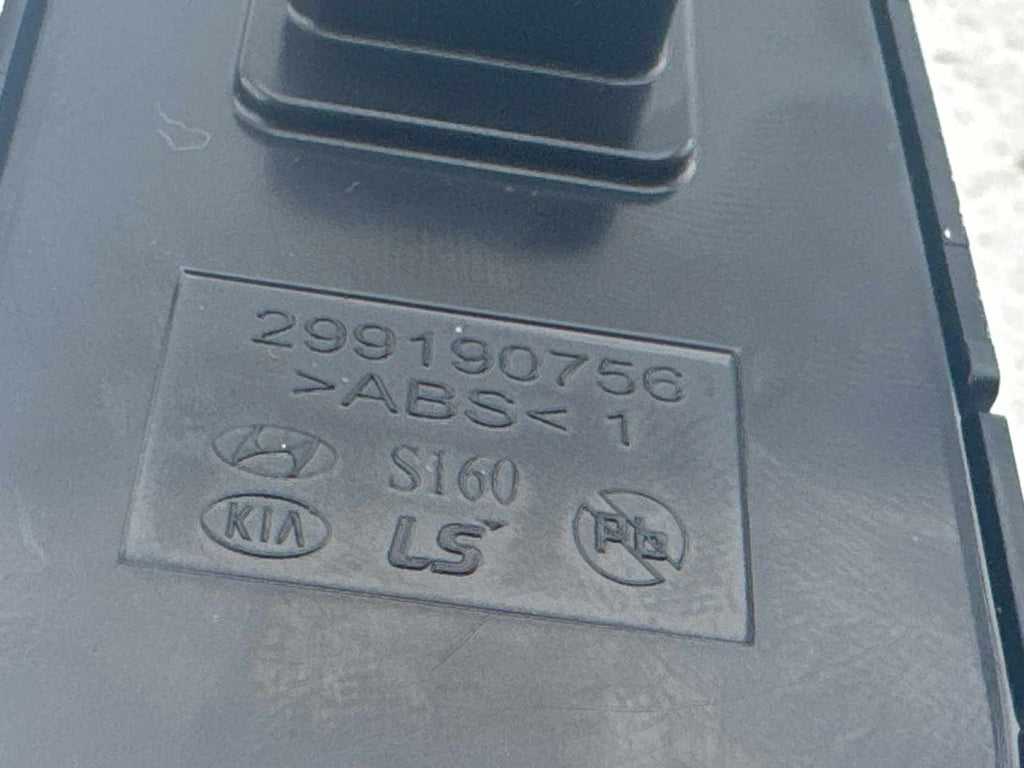 299190756
>ABS< 1
S160
KIA LS Pb